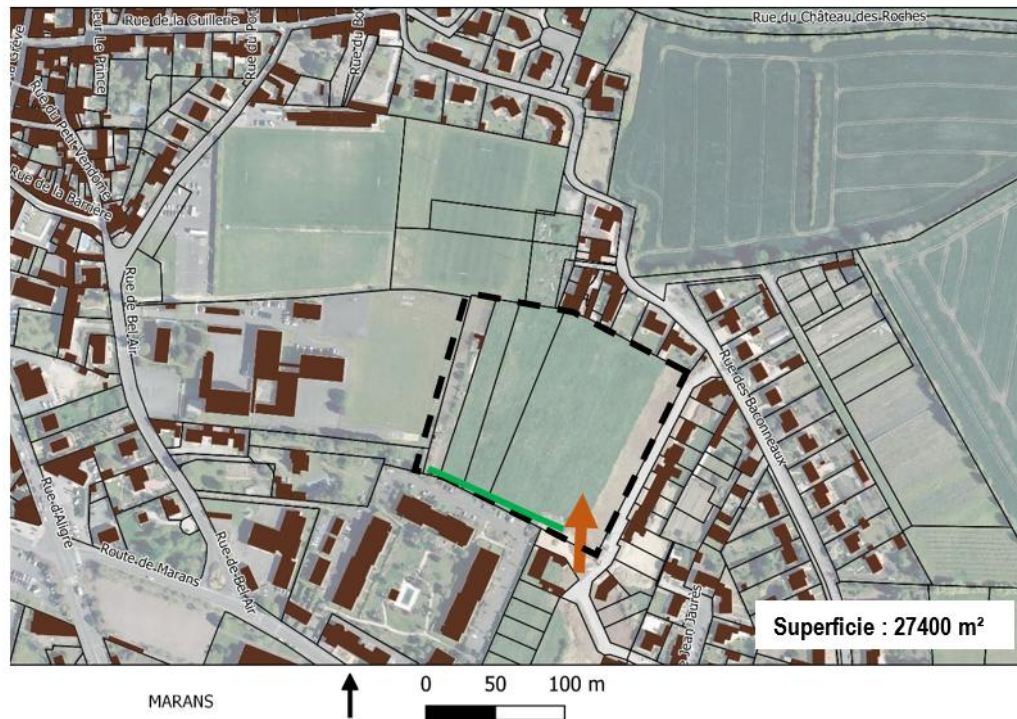 Rue de la Guillerie
Rue du Château des Roches
Grève
eur Le Prince
Rue du Port
Rue du Bo
Rue du Petit Vendôme
Rue de la Barrière
Rue de Bel Air
Rue des Baconneaux
Rue d'Aligre
Route de Marans
Rue de Bel Air
e Jean Jaurès
Superficie : 27400 m²
MARANS
0 50 100 m